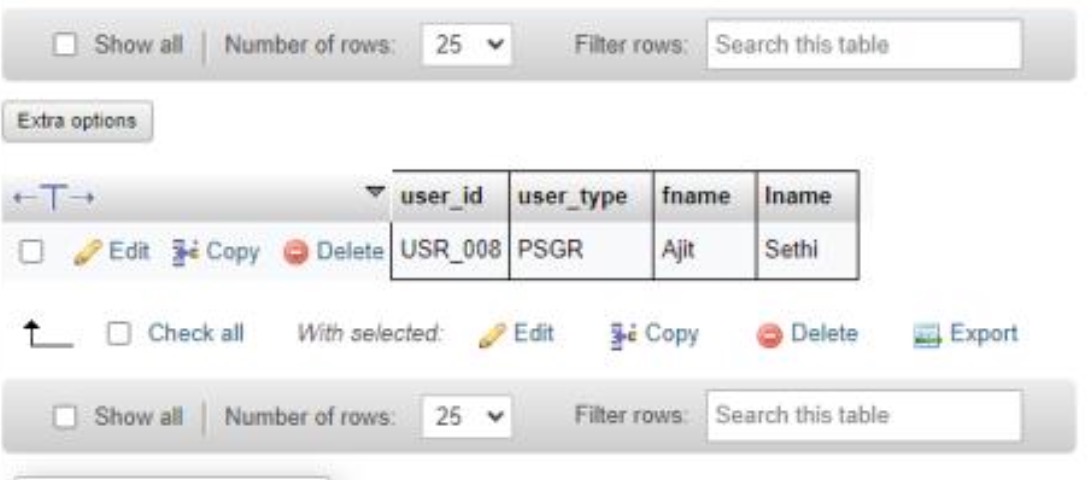 Show all Number of rows: 25 Filter rows: Search this table
Extra options
←T→ user_id user_type fname lname
Edit Copy Delete USR_008 PSGR Ajit Sethi
Check all With selected: Edit Copy Delete Export
Show all Number of rows: 25 Filter rows: Search this table